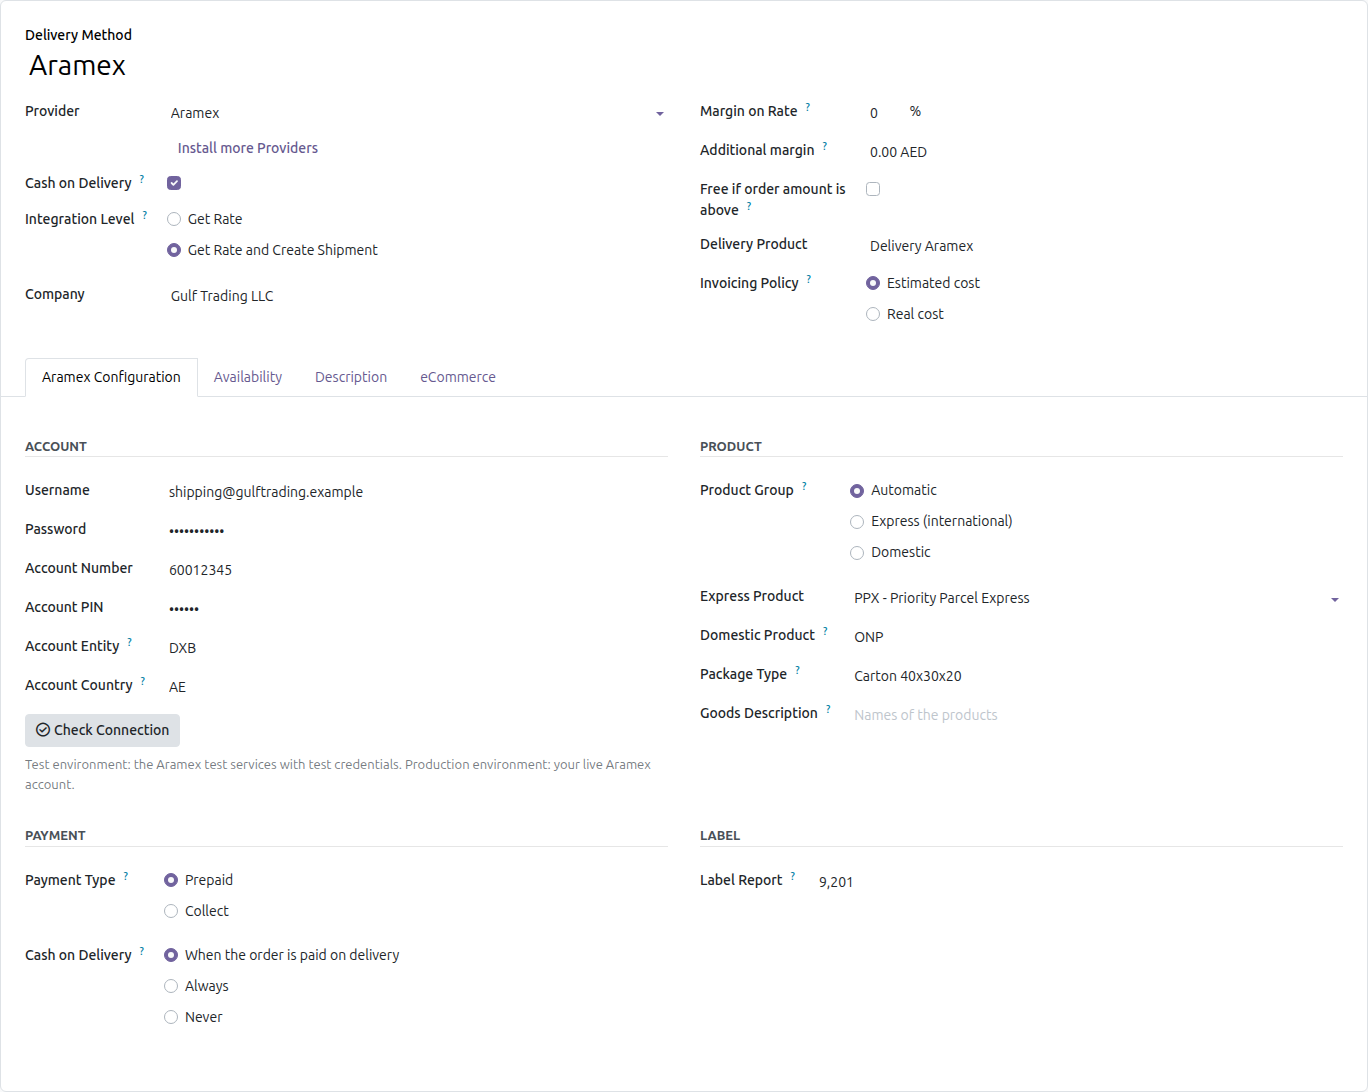 Delivery Method
Aramex
Provider
Aramex
Install more Providers
Cash on Delivery ?
Integration Level ?
Get Rate
Get Rate and Create Shipment
Company
Gulf Trading LLC
Margin on Rate ?
0 %
Additional margin ?
0.00 AED
Free if order amount is
above ?
Delivery Product
Delivery Aramex
Invoicing Policy ?
Estimated cost
Real cost
Aramex Configuration
Availability
Description
eCommerce
ACCOUNT
Username
shipping@gulftrading.example
Password
•••••••••••
Account Number
60012345
Account PIN
••••••
Account Entity ?
DXB
Account Country ?
AE
Check Connection
Test environment: the Aramex test services with test credentials. Production environment: your live Aramex
account.
PRODUCT
Product Group ?
Automatic
Express (international)
Domestic
Express Product
PPX - Priority Parcel Express
Domestic Product ?
ONP
Package Type ?
Carton 40x30x20
Goods Description ?
Names of the products
PAYMENT
Payment Type ?
Prepaid
Collect
Cash on Delivery ?
When the order is paid on delivery
Always
Never
LABEL
Label Report ?
9,201